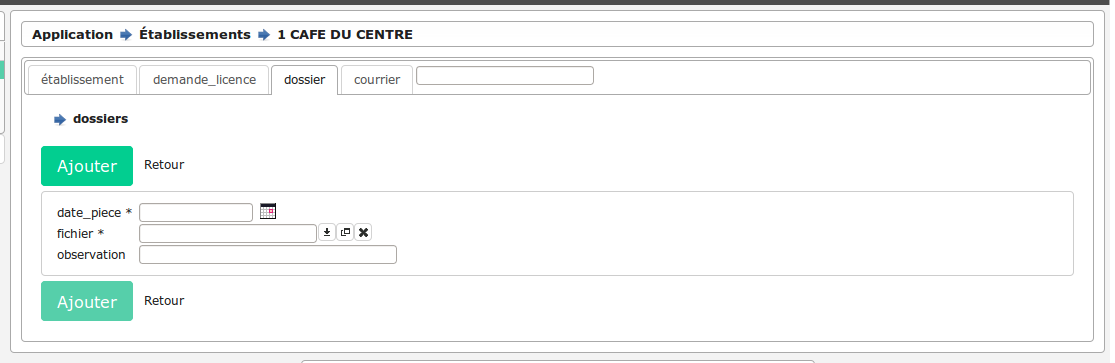 Application Établissements 1 CAFE DU CENTRE
établissement demande_licence dossier courrier
dossiers
Ajouter Retour
date_piece *
fichier *
observation
Ajouter Retour